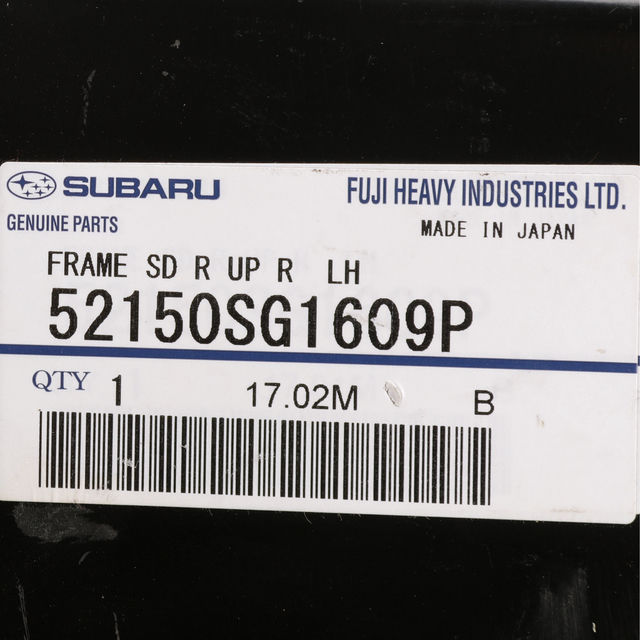 SUBARU
FUJI HEAVY INDUSTRIES LTD.
GENUINE PARTS
MADE IN JAPAN
FRAME SD R UP R LH
52150SG1609P
QTY 1 17.02M B